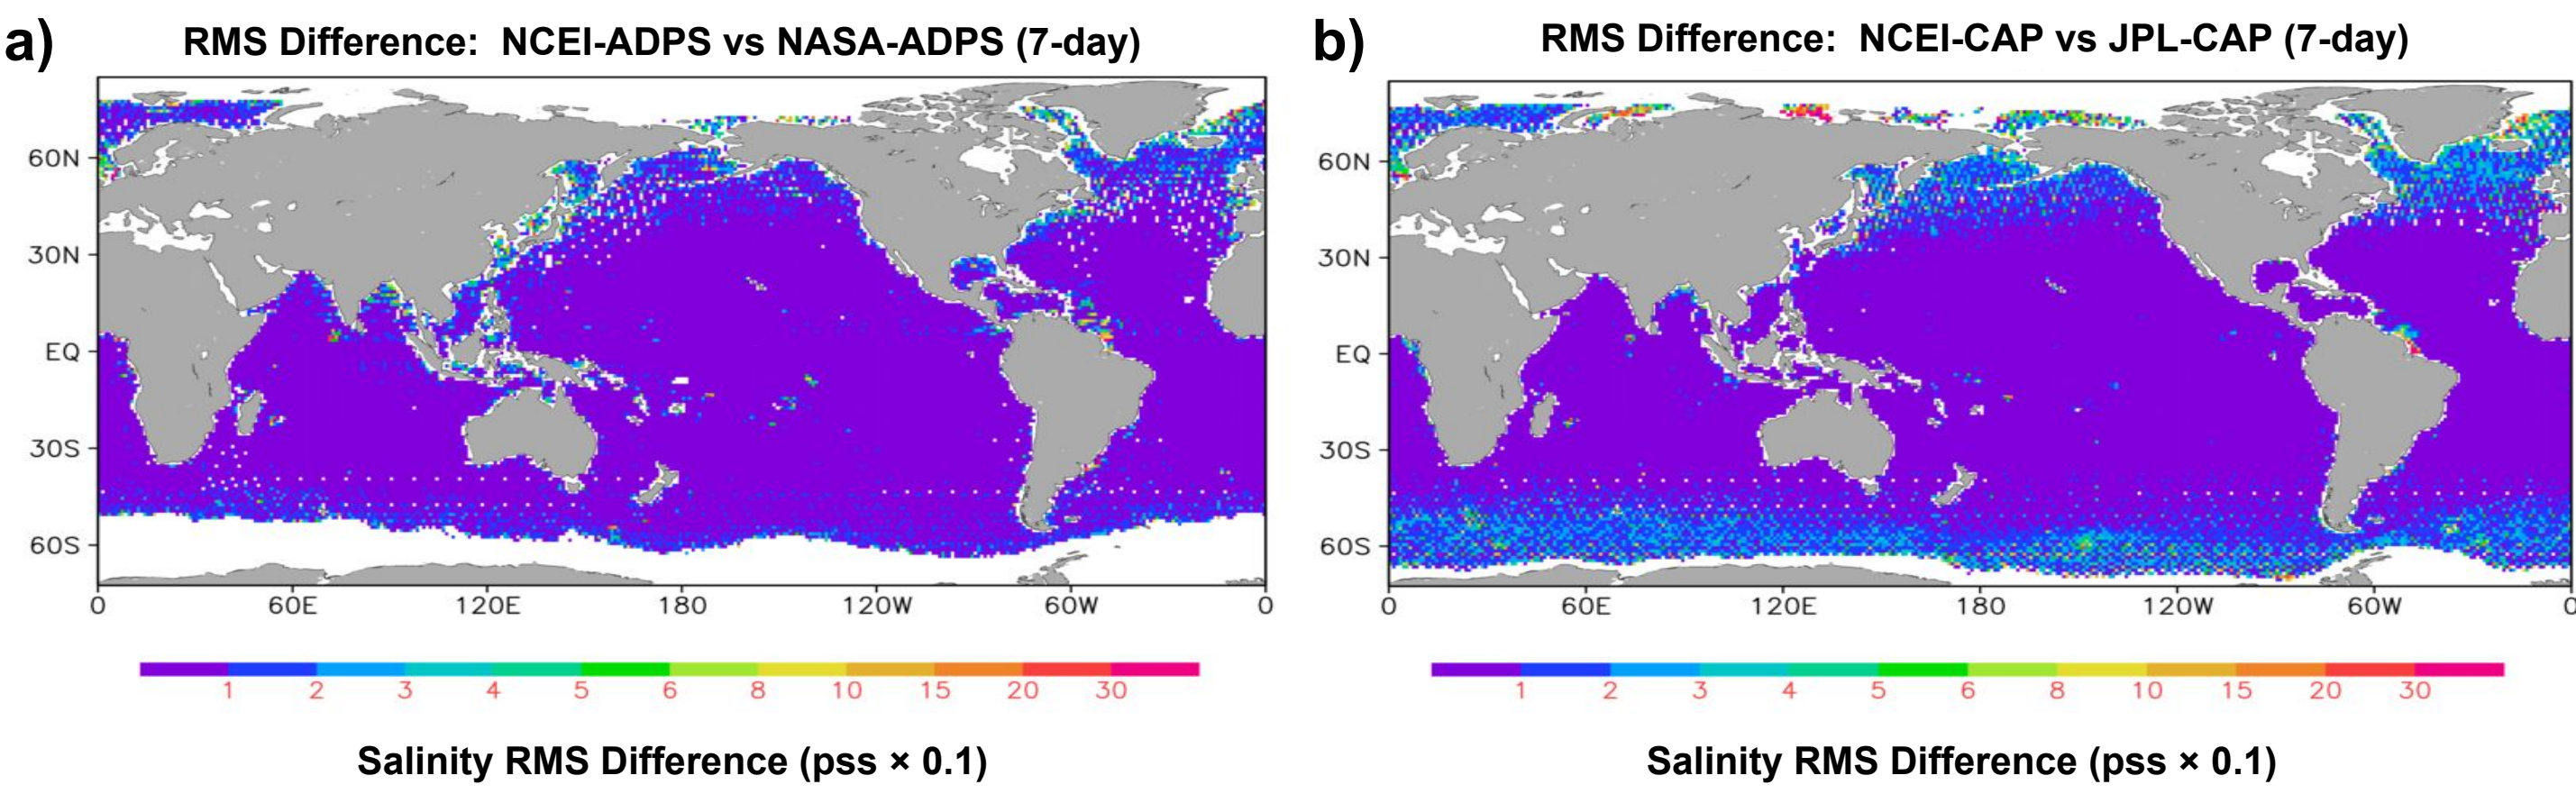 a)
RMS Difference: NCEI-ADPS vs NASA-ADPS (7-day)
60N
30N
EQ
30S
60S
0 60E 120E 180 120W 60W 0
1 2 3 4 5 6 8 10 15 20 30
Salinity RMS Difference (pss × 0.1)
b)
RMS Difference: NCEI-CAP vs JPL-CAP (7-day)
60N
30N
EQ
30S
60S
0 60E 120E 180 120W 60W 0
1 2 3 4 5 6 8 10 15 20 30
Salinity RMS Difference (pss × 0.1)